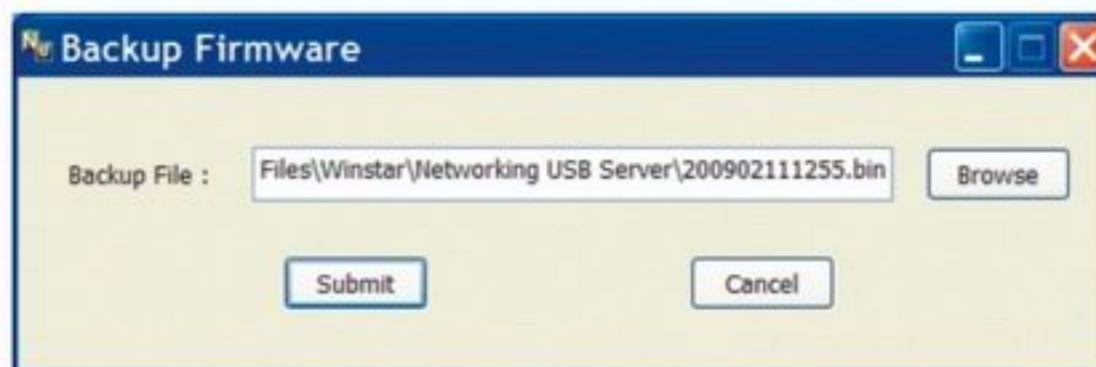 Backup Firmware
Backup File :
Files\Winstar\Networking USB Server\200902111255.bin
Browse
Submit
Cancel